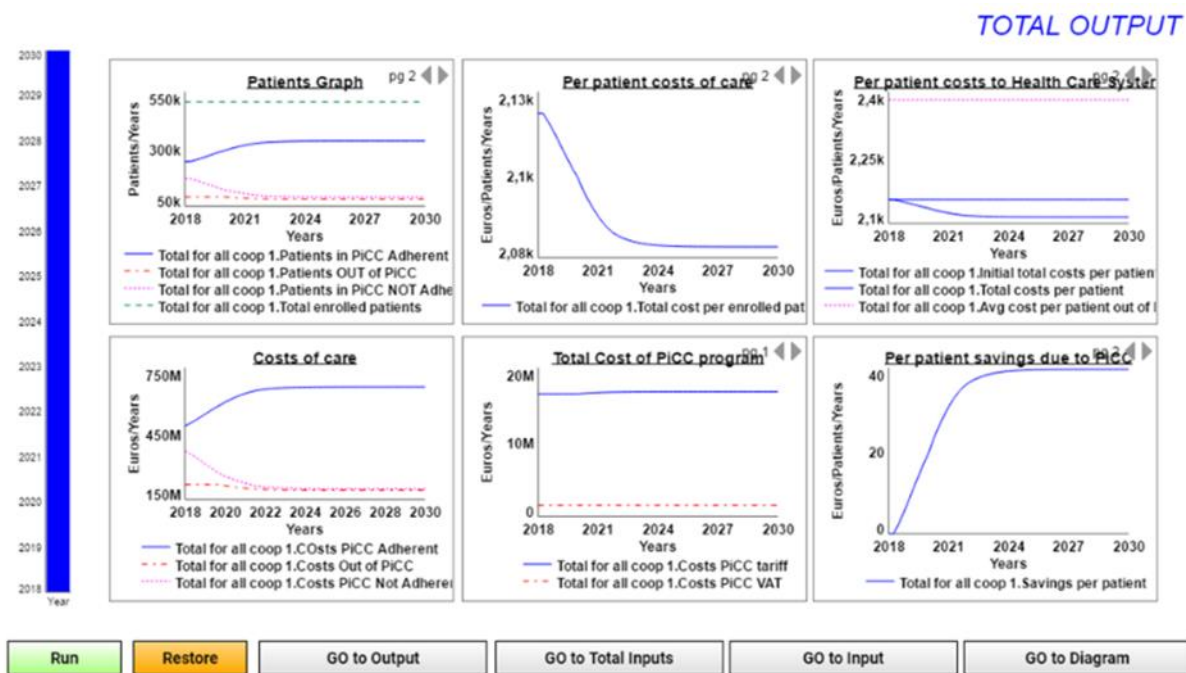 TOTAL OUTPUT
2030
2029
2028
2027
2026
2025
2024
2023
2022
2021
2020
2019
2018
Year
Patients Graph
pg 2
Patients/Years
550k
300k
50k
2018 2021 2024 2027 2030
Years
Total for all coop 1.Patients in PiCC Adherent
Total for all coop 1.Patients OUT of PiCC
Total for all coop 1.Patients in PiCC NOT Adhe
Total for all coop 1.Total enrolled patients
Per patient costs of care
pg 2
Euros/Patients/Years
2,13k
2,1k
2,08k
2018 2021 2024 2027 2030
Years
Total for all coop 1.Total cost per enrolled pat
Per patient costs to Health Care System
pg 2
Euros/Patients/Years
2,4k
2,25k
2,1k
2018 2021 2024 2027 2030
Years
Total for all coop 1.Initial total costs per patien
Total for all coop 1.Total costs per patient
Total for all coop 1.Avg cost per patient out of
Costs of care
Euros/Years
750M
450M
150M
2018 2020 2022 2024 2026 2028 2030
Years
Total for all coop 1.COsts PiCC Adherent
Total for all coop 1.Costs Out of PiCC
Total for all coop 1.Costs PiCC Not Adheren
Total Cost of PiCC program
pg 1
Euros/Years
20M
10M
0
2018 2021 2024 2027 2030
Years
Total for all coop 1.Costs PiCC tariff
Total for all coop 1.Costs PiCC VAT
Per patient savings due to PiCC
pg 2
Euros/Patients/Years
40
20
0
2018 2021 2024 2027 2030
Years
Total for all coop 1.Savings per patient
Run
Restore
GO to Output
GO to Total Inputs
GO to Input
GO to Diagram